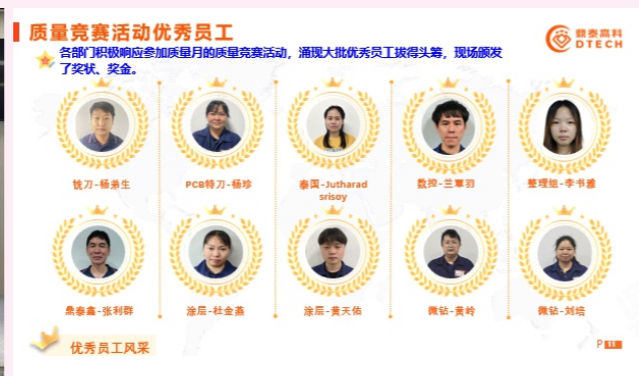 质量竞赛活动优秀员工
鼎泰高科
DTECH
各部门积极响应参加质量月的质量竞赛活动，涌现大批优秀员工拔得头筹，现场颁发
了奖状、奖金。
铣刀-杨弟生
PCB特刀-杨珍
泰国-Jutharad
srisoy
数控-兰覃羽
整理组-李书雅
鼎泰鑫-张利群
涂层-杜金燕
涂层-黄天佑
微钻-黄岭
微钻-刘培
优秀员工风采
P 11